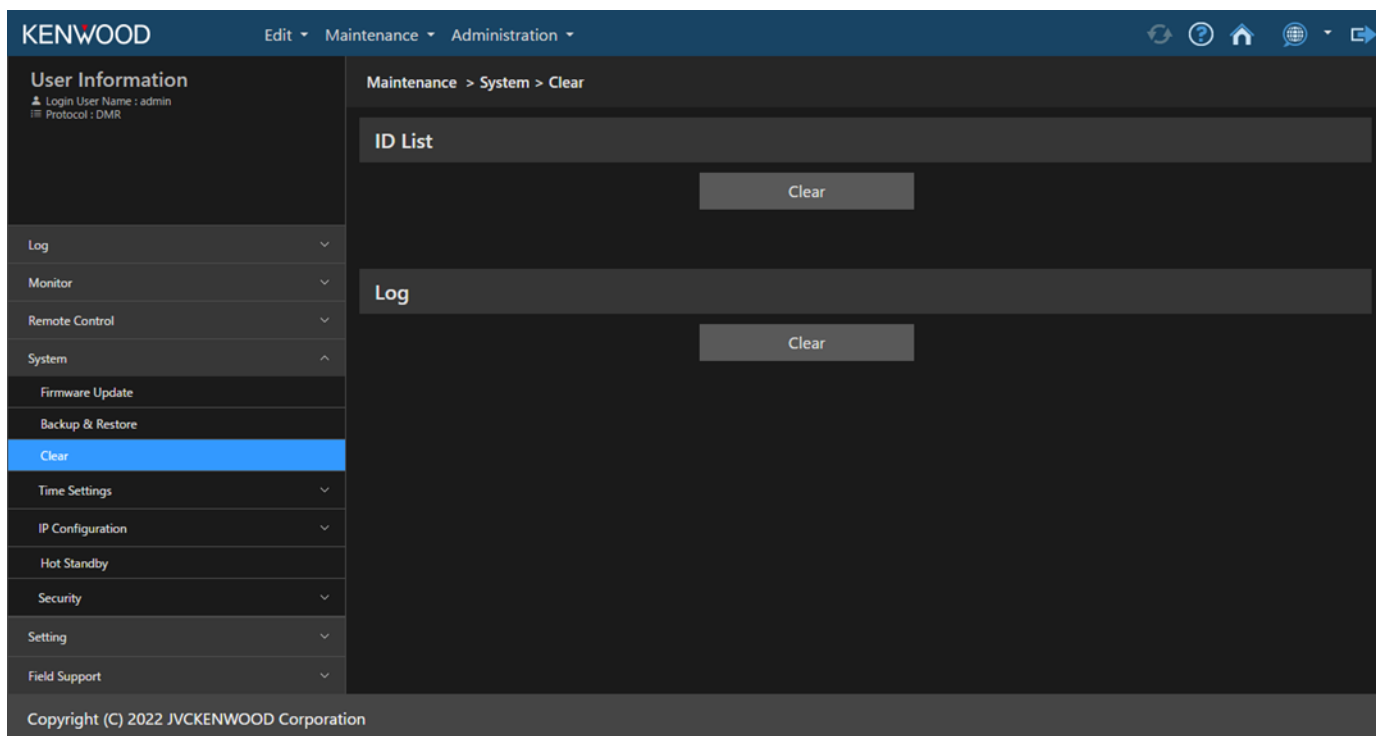 KENWOOD Edit Maintenance Administration
User Information
Login User Name : admin
Protocol : DMR
Log
Monitor
Remote Control
System
Firmware Update
Backup & Restore
Clear
Time Settings
IP Configuration
Hot Standby
Security
Setting
Field Support
Maintenance > System > Clear
ID List
Clear
Log
Clear
Copyright (C) 2022 JVCKENWOOD Corporation